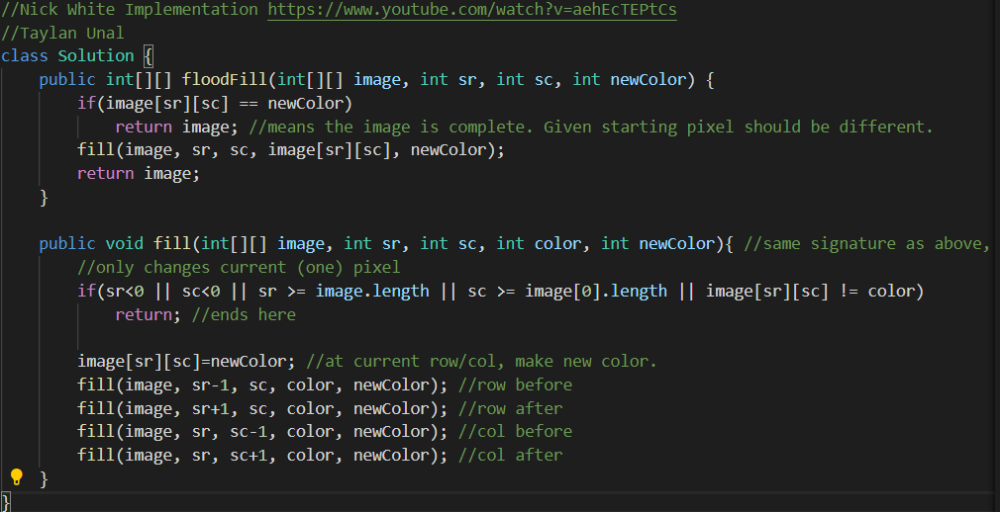 //Nick White Implementation https://www.youtube.com/watch?v=aehEcTEPtCs
//Taylan Unal
class Solution {
    public int[][] floodFill(int[][] image, int sr, int sc, int newColor) {
        if(image[sr][sc] == newColor)
            return image; //means the image is complete. Given starting pixel should be different.
        fill(image, sr, sc, image[sr][sc], newColor);
        return image;
    }
    public void fill(int[][] image, int sr, int sc, int color, int newColor){ //same signature as above,
        //only changes current (one) pixel
        if(sr<0 || sc<0 || sr >= image.length || sc >= image[0].length || image[sr][sc] != color)
            return; //ends here
        image[sr][sc]=newColor; //at current row/col, make new color.
        fill(image, sr-1, sc, color, newColor); //row before
        fill(image, sr+1, sc, color, newColor); //row after
        fill(image, sr, sc-1, color, newColor); //col before
        fill(image, sr, sc+1, color, newColor); //col after
    }
}